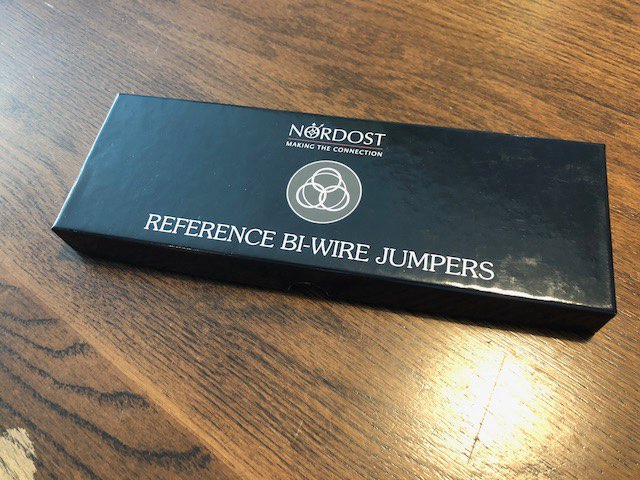 NORDOST
MAKING THE CONNECTION
REFERENCE BI-WIRE JUMPERS